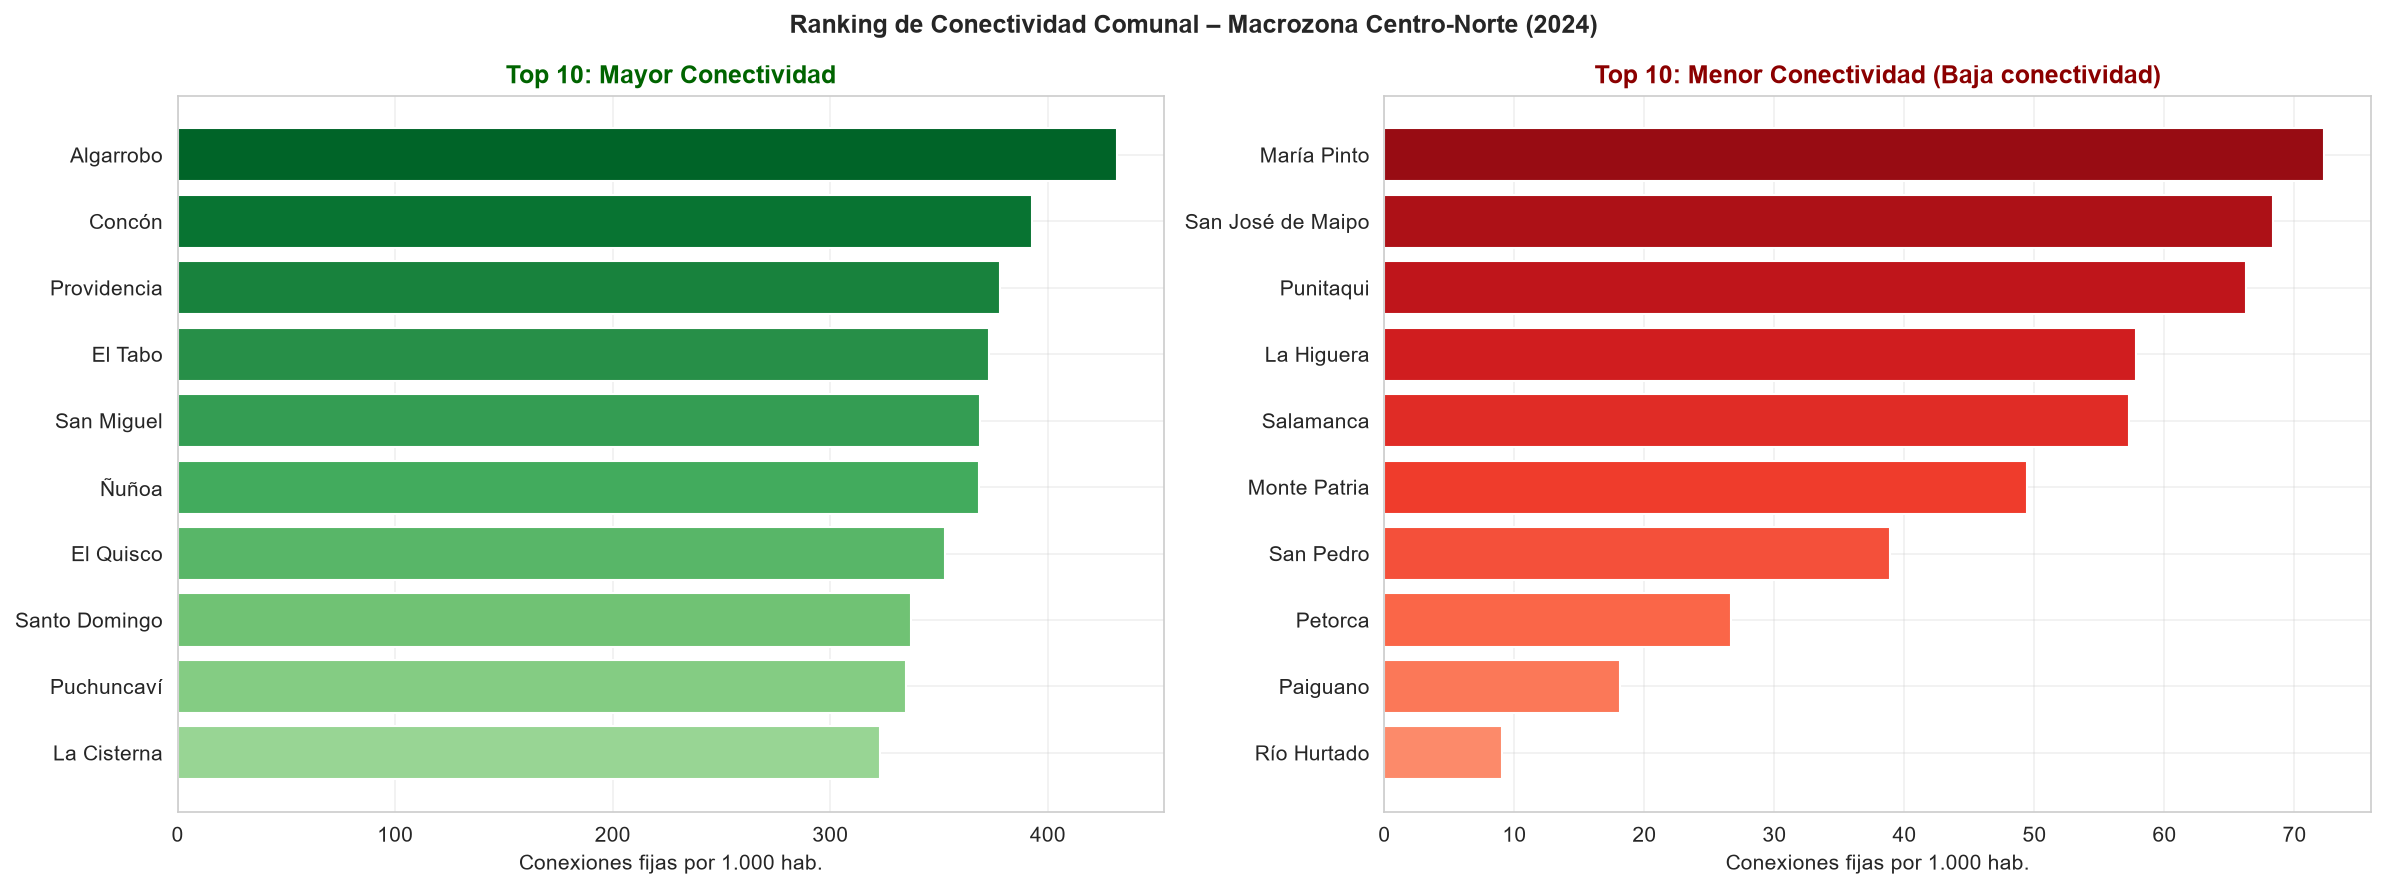 Ranking de Conectividad Comunal – Macrozona Centro-Norte (2024)
Top 10: Mayor Conectividad
Algarrobo
Concón
Providencia
El Tabo
San Miguel
Ñuñoa
El Quisco
Santo Domingo
Puchuncaví
La Cisterna
0 100 200 300 400
Conexiones fijas por 1.000 hab.
Top 10: Menor Conectividad (Baja conectividad)
María Pinto
San José de Maipo
Punitaqui
La Higuera
Salamanca
Monte Patria
San Pedro
Petorca
Paiguano
Río Hurtado
0 10 20 30 40 50 60 70
Conexiones fijas por 1.000 hab.